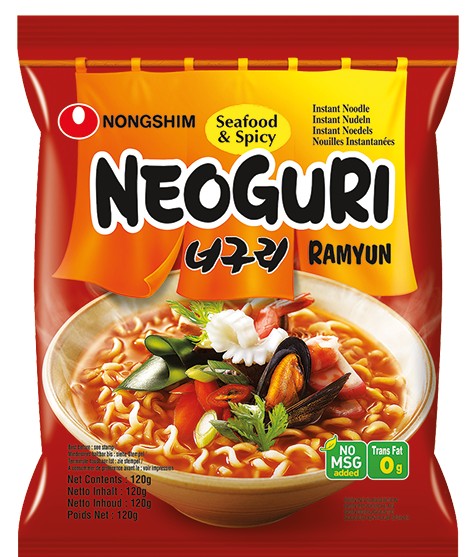 NONGSHIM
Seafood
& Spicy
Instant Noodle
Instant Nudeln
Instant Noedels
Nouilles Instantanées
NEOGURI
너구리 RAMYUN
Net Contents : 120g
Netto Inhalt : 120g
Netto Inhoud : 120g
Poids Net : 120g
NO
MSG
added
Trans Fat
0 g